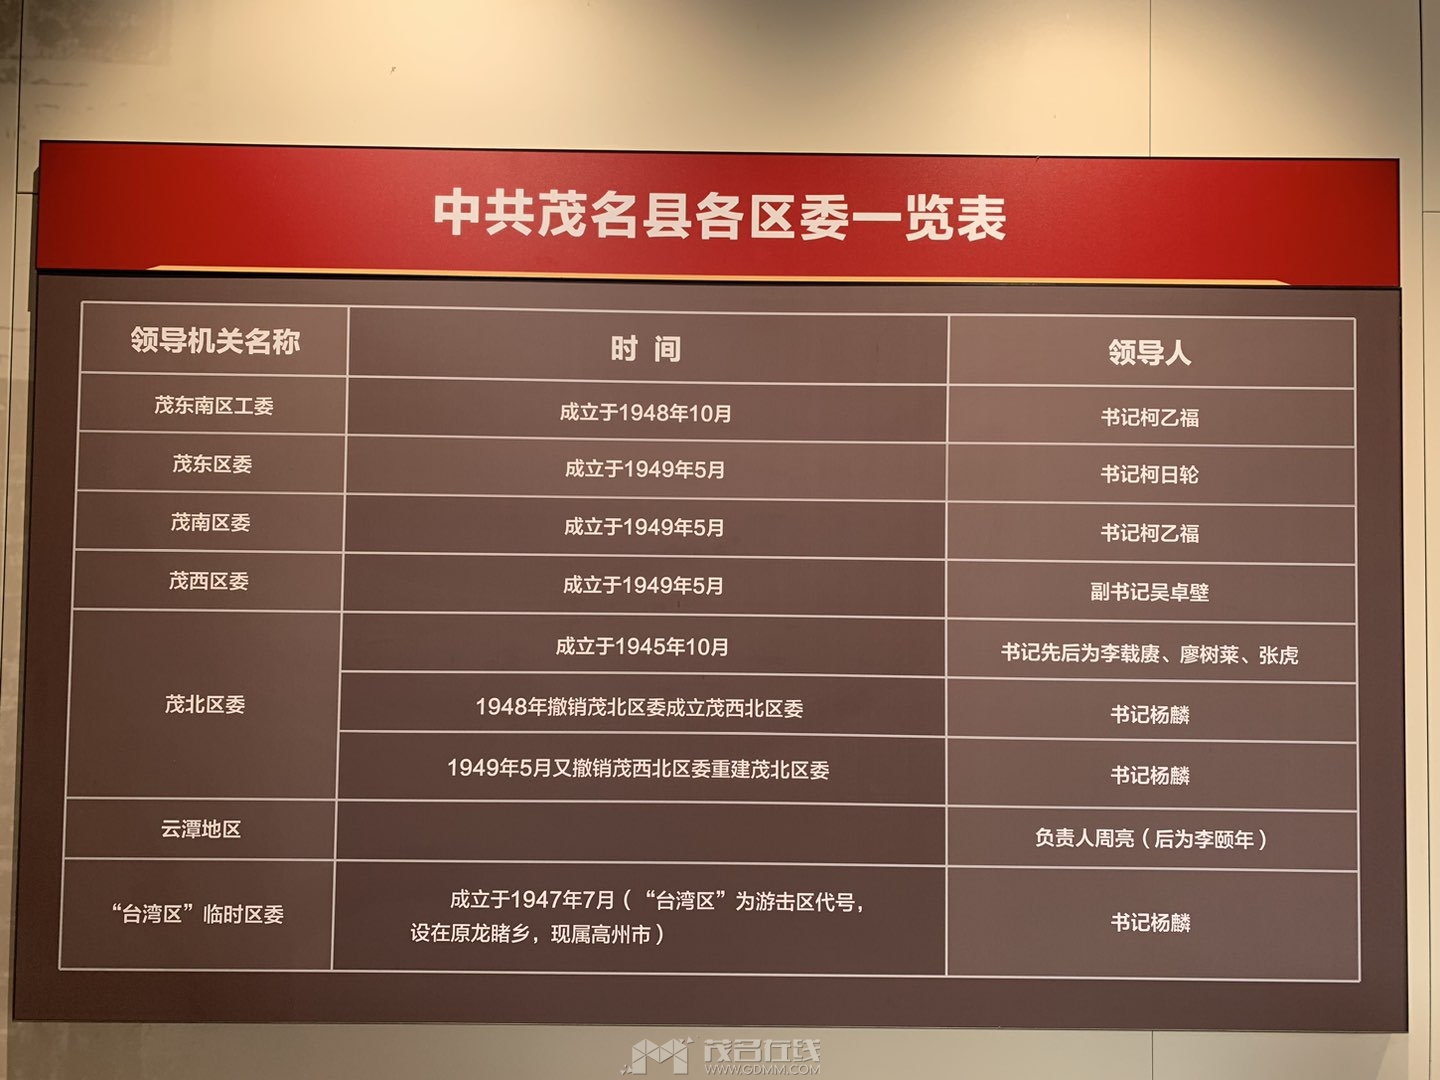 中共茂名县各区委一览表
领导机关名称 时 间 领导人
茂东南区工委 成立于1948年10月 书记柯乙福
茂东区委 成立于1949年5月 书记柯日轮
茂南区委 成立于1949年5月 书记柯乙福
茂西区委 成立于1949年5月 副书记吴卓壁
茂北区委
成立于1945年10月 书记先后为李载赓、廖树莱、张虎
1948年撤销茂北区委成立茂西北区委 书记杨麟
1949年5月又撤销茂西北区委重建茂北区委 书记杨麟
云潭地区 负责人周亮（后为李颐年）
“台湾区”临时区委
成立于1947年7月（“台湾区”为游击区代号，
设在原龙睹乡，现属高州市）
书记杨麟
茂名在线
WWW.GDMM.COM